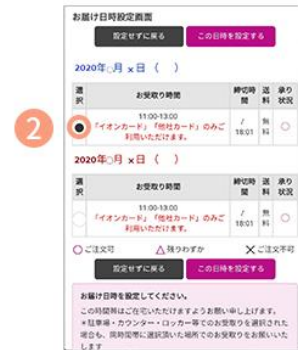 お届け日時設定画面
設定せずに戻る
この日時を設定する
2020年○月 x日 （ ）
選択
お受取り時間
締切時間
送料
承り状況
11:00-13:00
「イオンカード」「他社カード」のみご利用いただけます。
/
18:01
無料
○
2
2020年○月 x日 （ ）
選択
お受取り時間
締切時間
送料
承り状況
11:00-13:00
「イオンカード」「他社カード」のみご利用いただけます。
/
18:01
無料
○
○ご注文可
△残りわずか
×ご注文不可
設定せずに戻る
この日時を設定する
お届け日時を設定してください。
この時間帯はご在宅いただけますようお願い申し上げます。
＊駐車場・カウンター・ロッカー等でのお受取りを選択された
場合も、同時間帯に選択頂いた場所でのお受取りをお願いいた
します